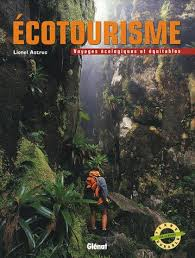 ÉCOTOURISME
Lionel Astruc
Voyages écologiques et équitables
Glénat